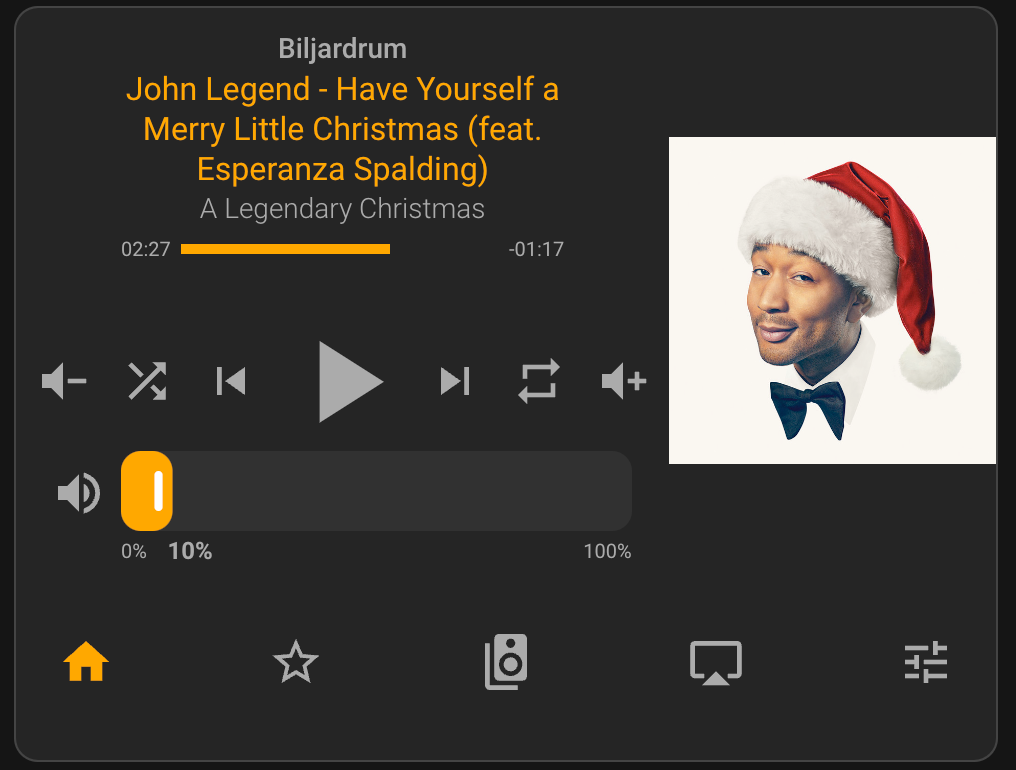 Biljardrum
John Legend - Have Yourself a
Merry Little Christmas (feat.
Esperanza Spalding)
A Legendary Christmas
02:27 -01:17
0% 10% 100%